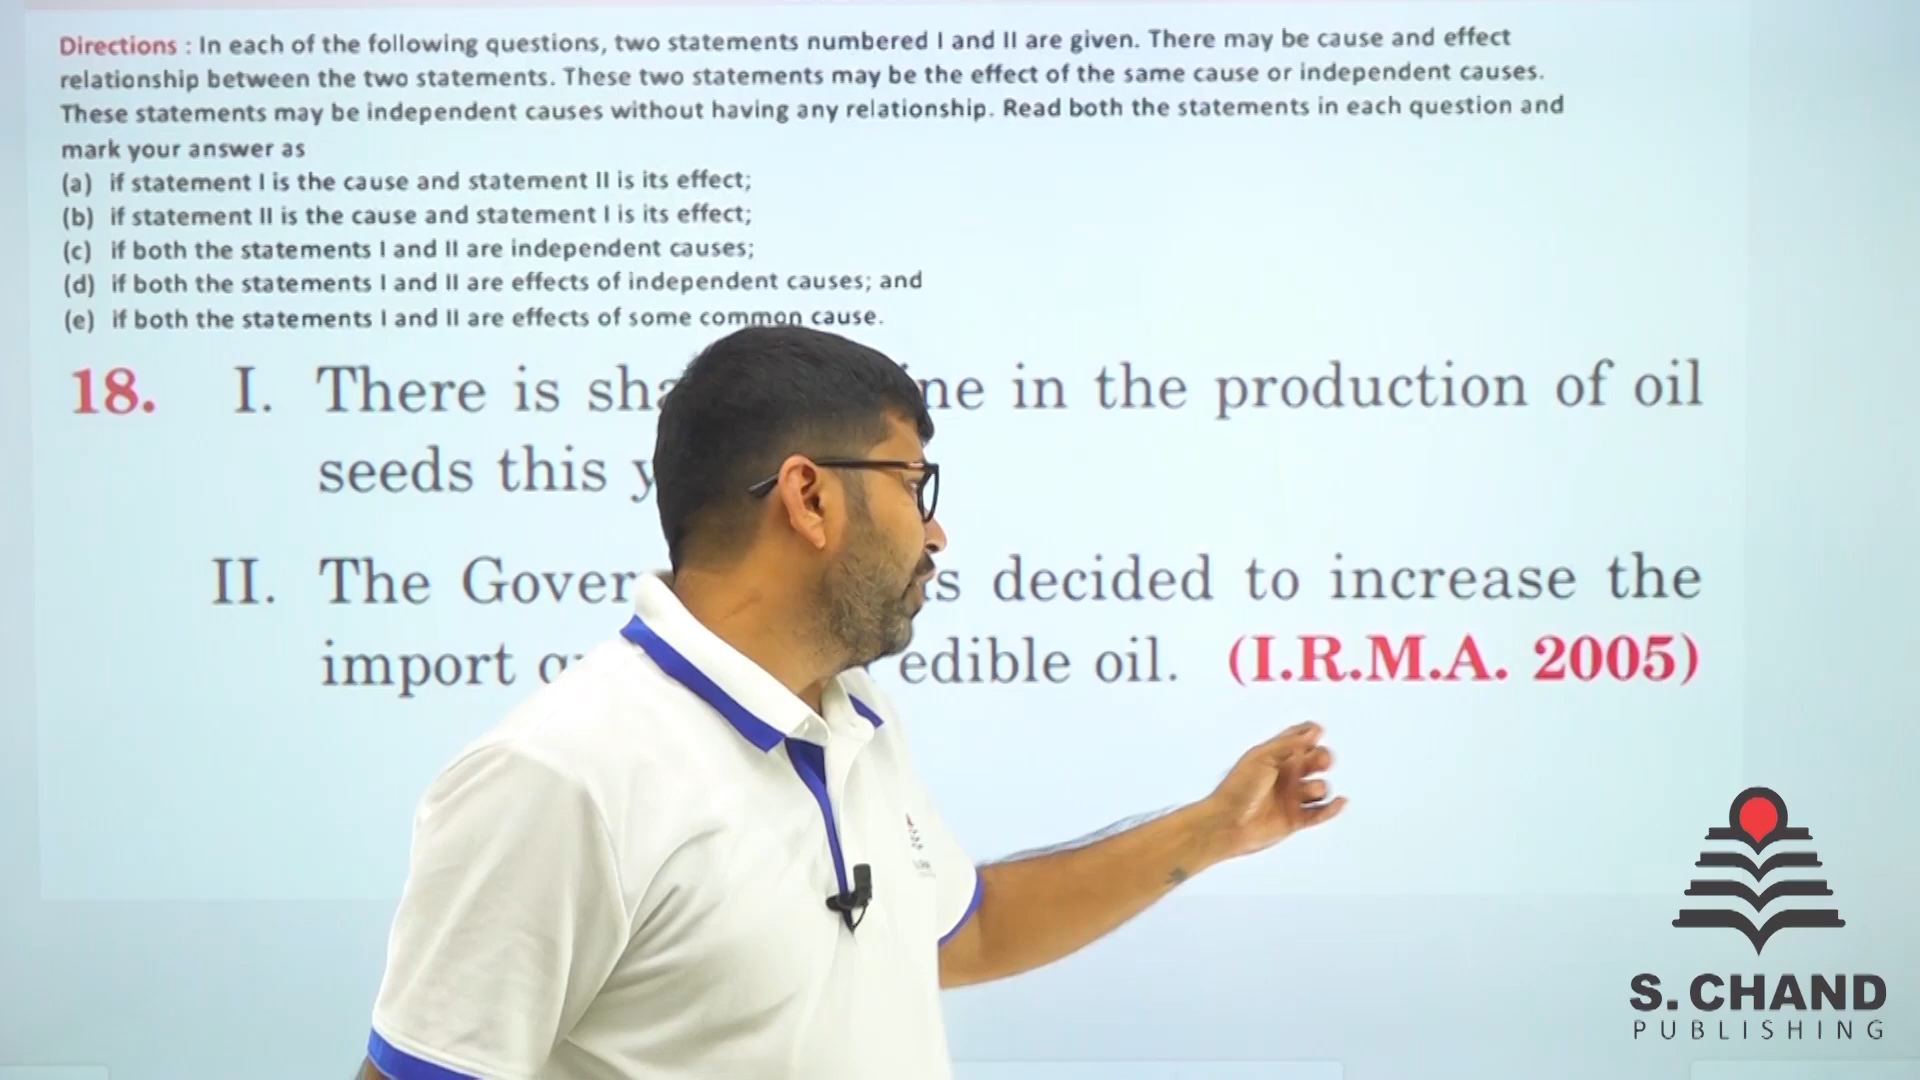 Directions : In each of the following questions, two statements numbered I and II are given. There may be cause and effect
relationship between the two statements. These two statements may be the effect of the same cause or independent causes.
These statements may be independent causes without having any relationship. Read both the statements in each question and
mark your answer as
(a) if statement I is the cause and statement II is its effect;
(b) if statement II is the cause and statement I is its effect;
(c) if both the statements I and II are independent causes;
(d) if both the statements I and II are effects of independent causes; and
(e) if both the statements I and II are effects of some common cause.
18. I. There is in the production of oil
seeds this
II. The decided to increase the
import edible oil. (I.R.M.A. 2005)
S. CHAND
PUBLISHING